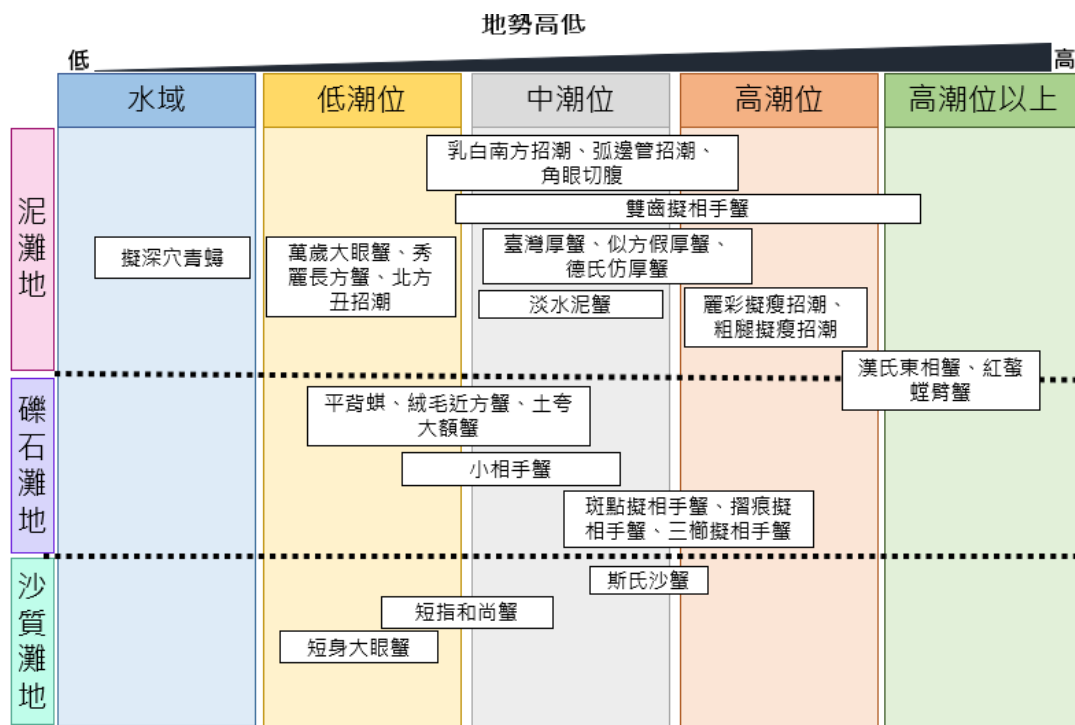 地勢高低
低
高
水域
低潮位
中潮位
高潮位
高潮位以上
泥灘地
乳白南方招潮、弧邊管招潮、
角眼切腹
雙齒擬相手蟹
擬深穴青蟳
萬歲大眼蟹、秀
麗長方蟹、北方
丑招潮
臺灣厚蟹、似方假厚蟹、
德氏仿厚蟹
淡水泥蟹
麗彩擬瘦招潮、
粗腿擬瘦招潮
漢氏東相蟹、紅螯
螳臂蟹
礫石灘地
平背蜞、絨毛近方蟹、土夸
大額蟹
小相手蟹
斑點擬相手蟹、摺痕擬
相手蟹、三櫛擬相手蟹
沙質灘地
斯氏沙蟹
短指和尚蟹
短身大眼蟹